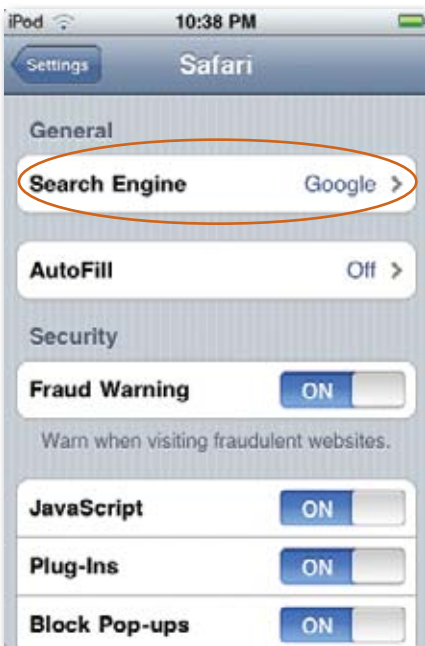 iPod 10:38 PM
Settings Safari
General
Search Engine Google >
AutoFill Off >
Security
Fraud Warning ON
Warn when visiting fraudulent websites.
JavaScript ON
Plug-Ins ON
Block Pop-ups ON